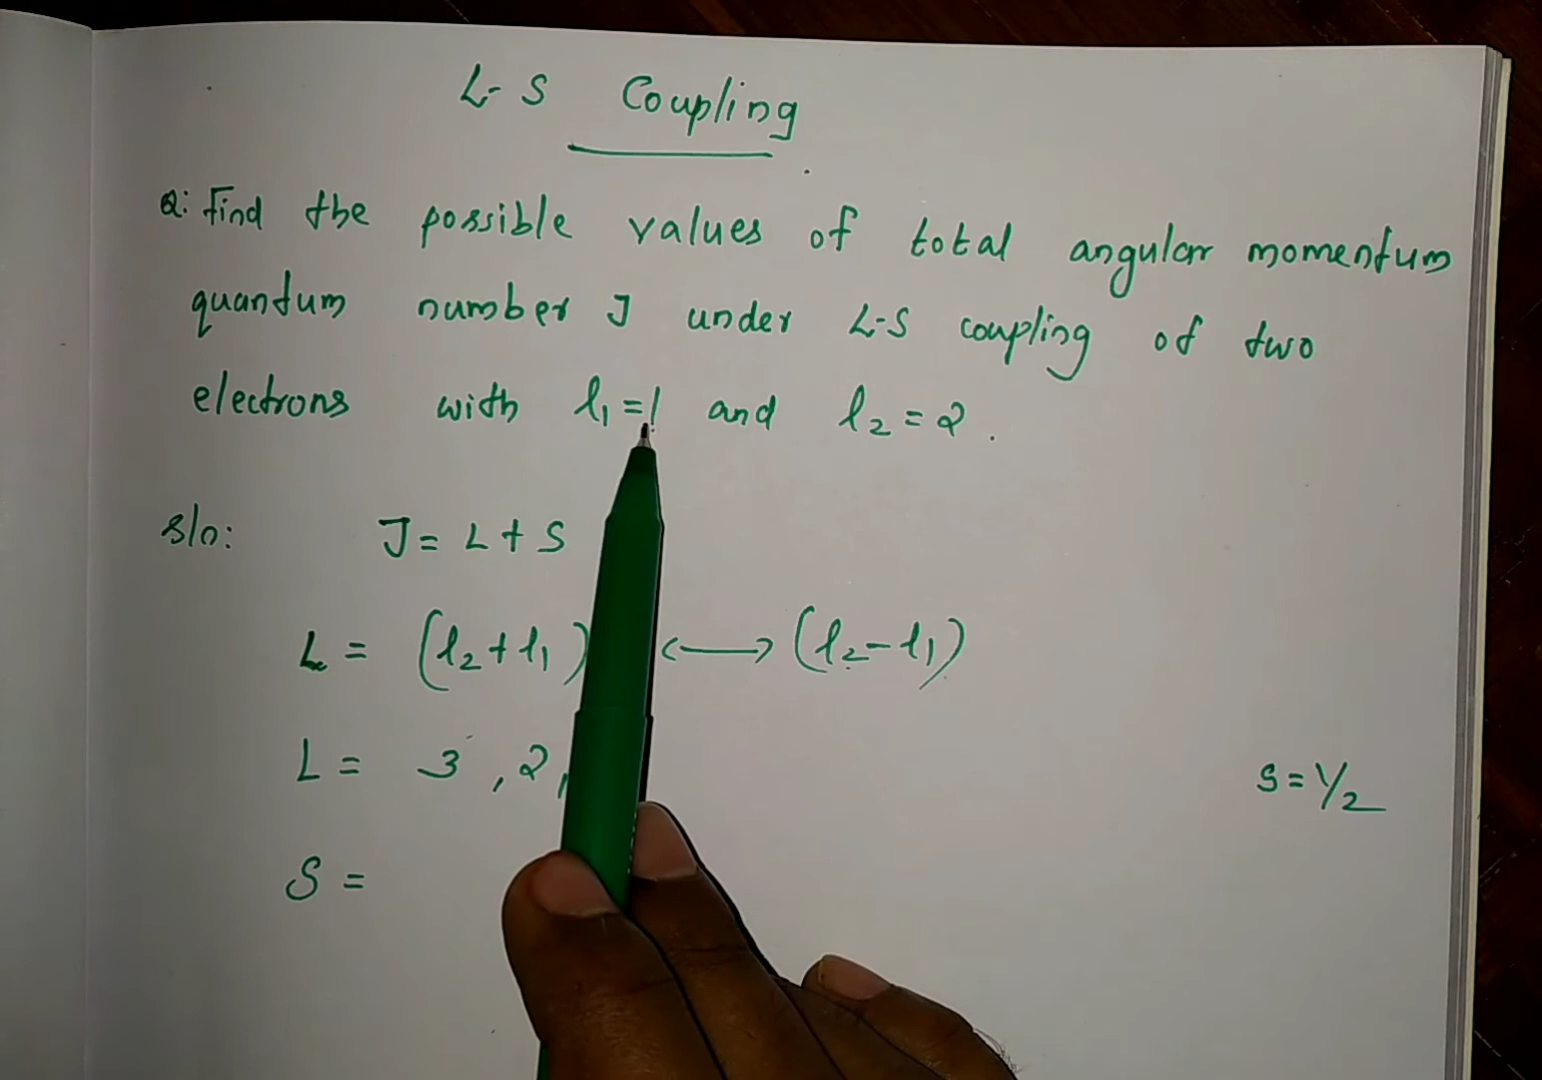 L-S Coupling
Q: Find the possible values of total angular momentum
quantum number J under L-S coupling of two
electrons with l₁=1 and l₂=2.
Sln:
J= L+S
L = (l₂+l₁) ⟷ (l₂-l₁)
L = 3, 2,
S=1/2
S =